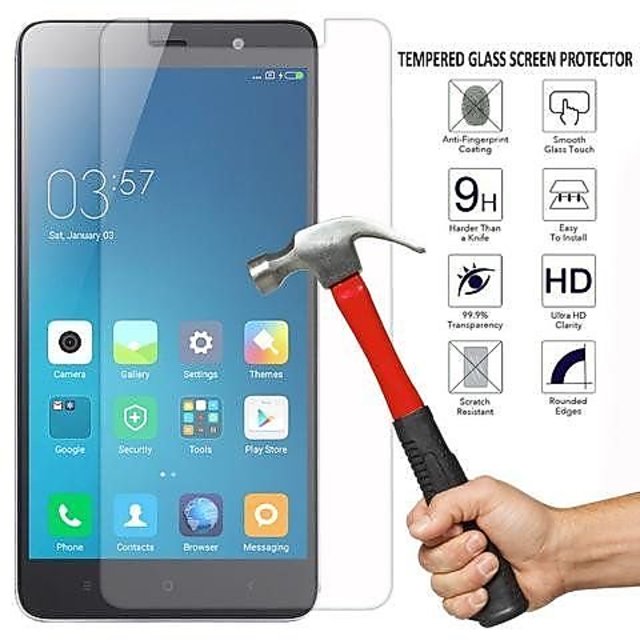 TEMPERED GLASS SCREEN PROTECTOR
Anti-Fingerprint
Coating
Smooth
Glass Touch
9H
Harder Than
a Knife
Easy
To Install
99.9%
Transparency
HD
Ultra HD
Clarity
Scratch
Resistant
Rounded
Edges
03:57
Sat, January 03
Camera
Gallery
Settings
Themes
Google
Security
Tools
Play Store
Phone
Contacts
Browser
Messaging